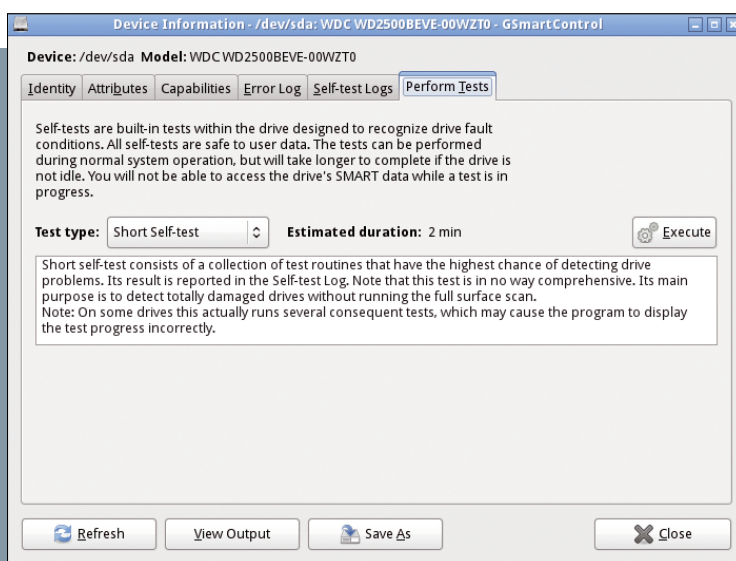 Device Information - /dev/sda: WDC WD2500BEVE-00WZT0 - GSmartControl
Device: /dev/sda Model: WDC WD2500BEVE-00WZT0
Identity Attributes Capabilities Error Log Self-test Logs Perform Tests
Self-tests are built-in tests within the drive designed to recognize drive fault
conditions. All self-tests are safe to user data. The tests can be performed
during normal system operation, but will take longer to complete if the drive is
not idle. You will not be able to access the drive's SMART data while a test is in
progress.
Test type: Short Self-test Estimated duration: 2 min Execute
Short self-test consists of a collection of test routines that have the highest chance of detecting drive
problems. Its result is reported in the Self-test Log. Note that this test is in no way comprehensive. Its main
purpose is to detect totally damaged drives without running the full surface scan.
Note: On some drives this actually runs several consequent tests, which may cause the program to display
the test progress incorrectly.
Refresh View Output Save As Close